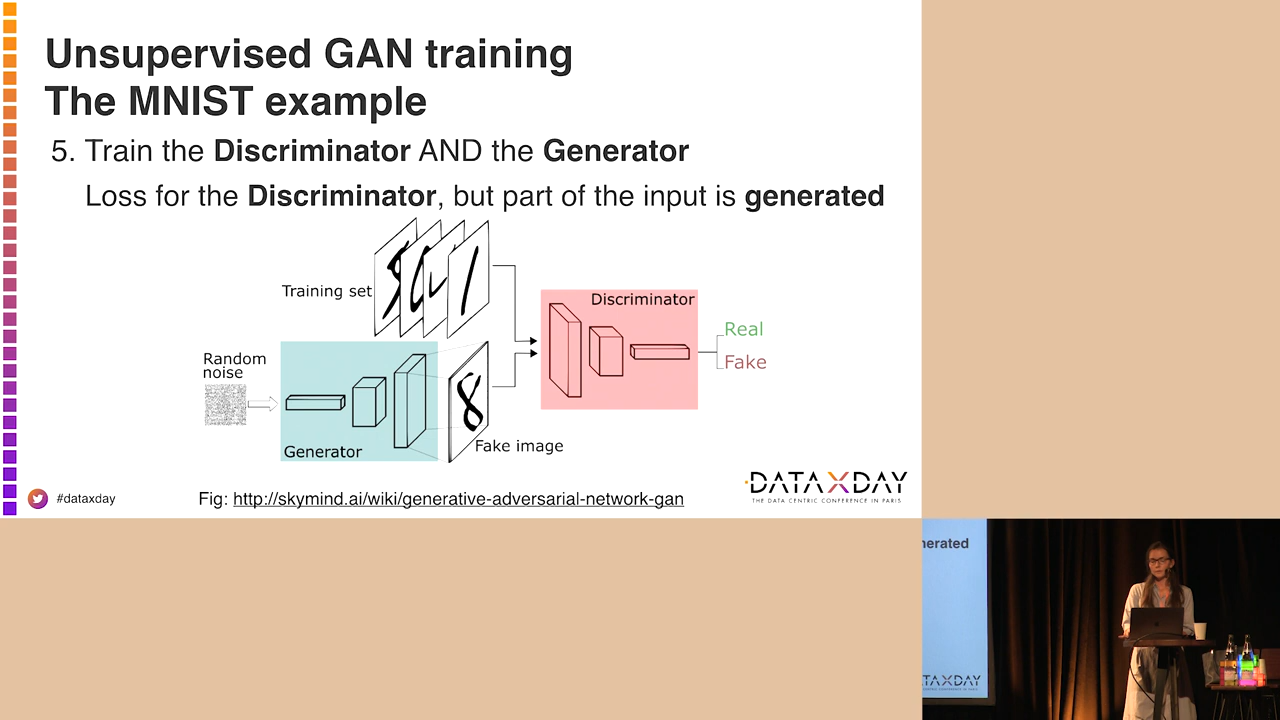 Unsupervised GAN training
The MNIST example
5. Train the Discriminator AND the Generator
Loss for the Discriminator, but part of the input is generated
Training set
Discriminator
Real
Fake
Random
noise
Generator
Fake image
#dataxday
Fig: http://skymind.ai/wiki/generative-adversarial-network-gan
DATAXDAY
THE DATA CENTRIC CONFERENCE IN PARIS
nerated
TAXDAY